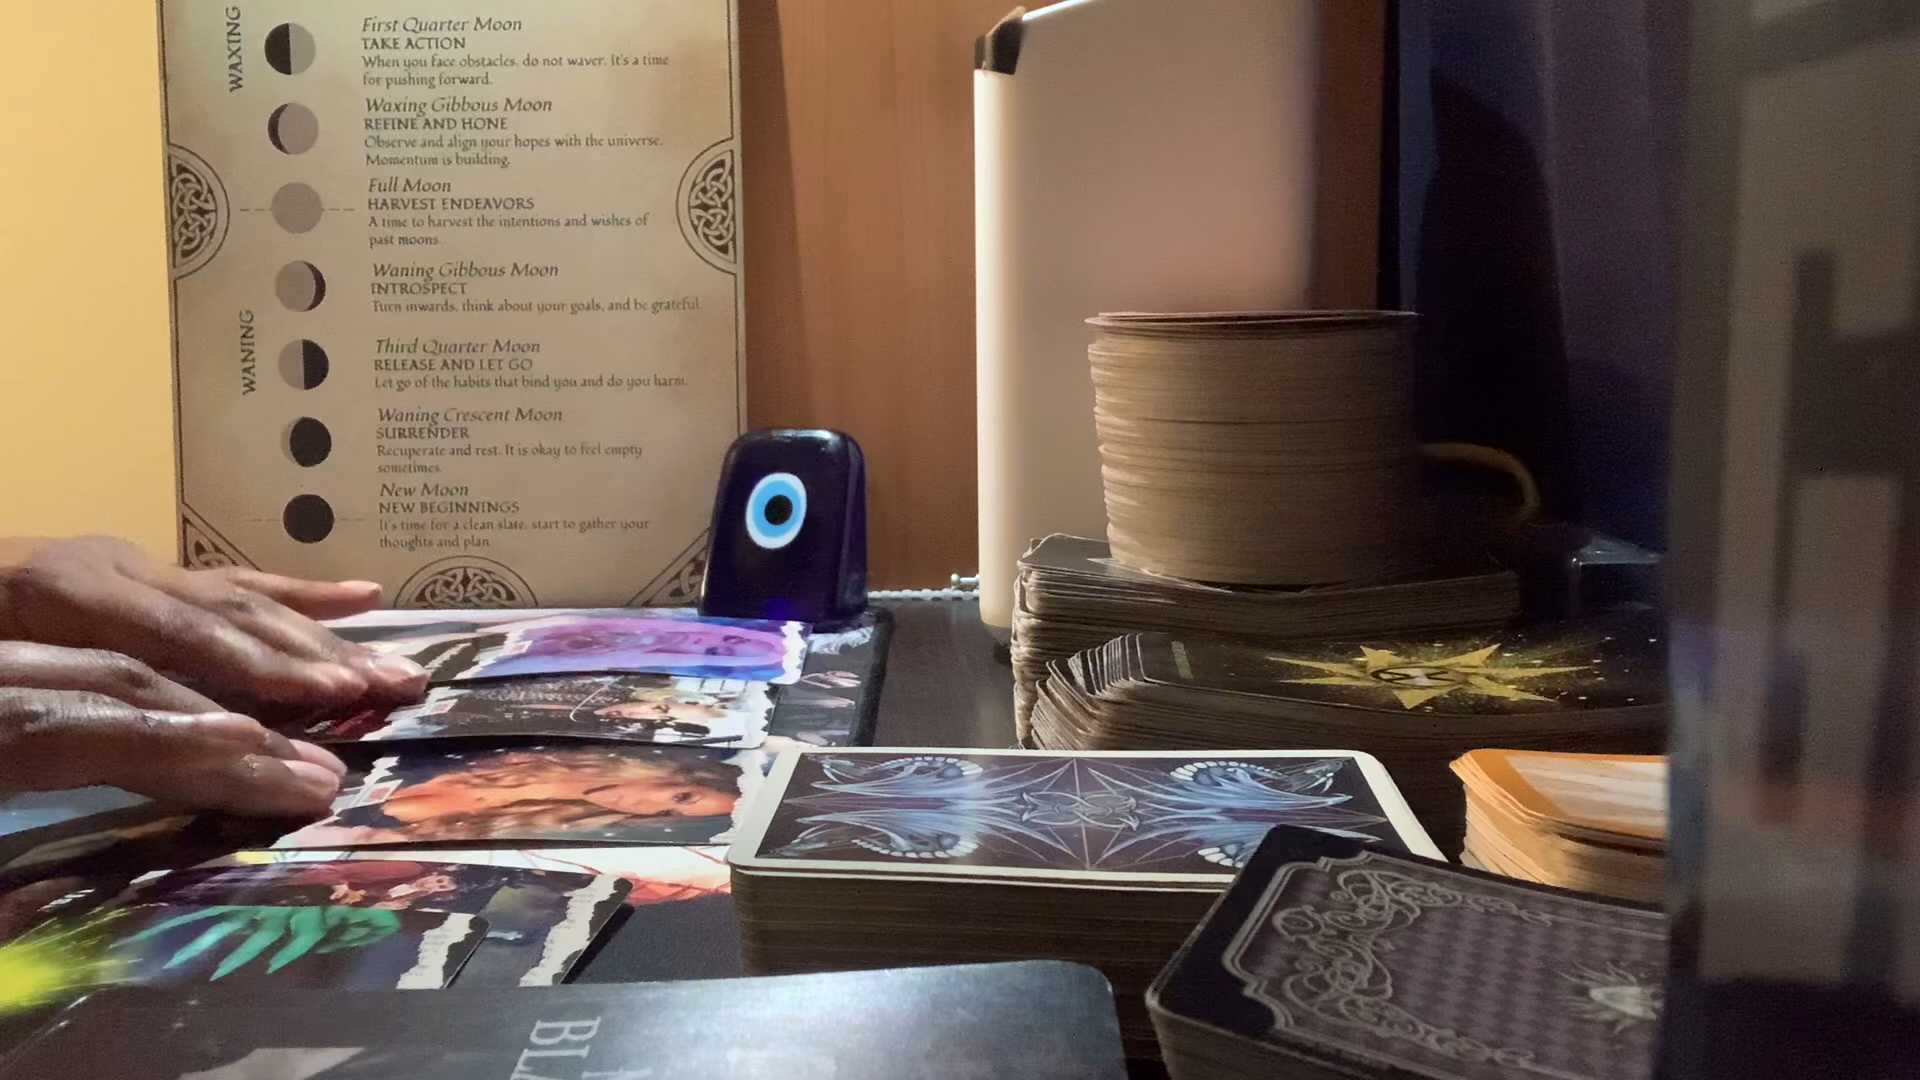 WAXING
First Quarter Moon
TAKE ACTION
When you face obstacles, do not waver. It's a time
for pushing forward.
Waxing Gibbous Moon
REFINE AND HONE
Observe and align your hopes with the universe.
Momentum is building.
Full Moon
HARVEST ENDEAVORS
A time to harvest the intentions and wishes of
past moons.
WANING
Waning Gibbous Moon
INTROSPECT
Turn inwards, think about your goals, and be grateful.
Third Quarter Moon
RELEASE AND LET GO
Let go of the habits that bind you and do you harm.
Waning Crescent Moon
SURRENDER
Recuperate and rest. It is okay to feel empty
sometimes.
New Moon
NEW BEGINNINGS
It's time for a clean slate, start to gather your
thoughts and plan.